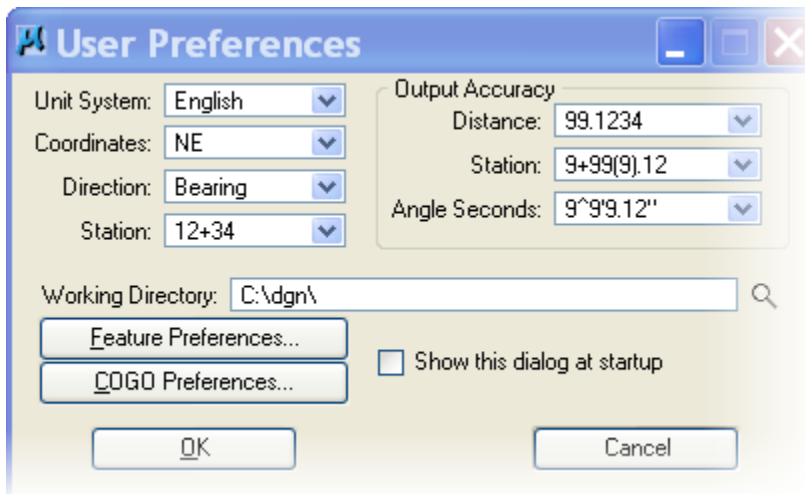 User Preferences
Unit System: English
Coordinates: NE
Direction: Bearing
Station: 12+34
Output Accuracy
Distance: 99.1234
Station: 9+99(9).12
Angle Seconds: 9^9'9.12"
Working Directory: C:\dgn\
Feature Preferences...
COGO Preferences...
Show this dialog at startup
OK
Cancel